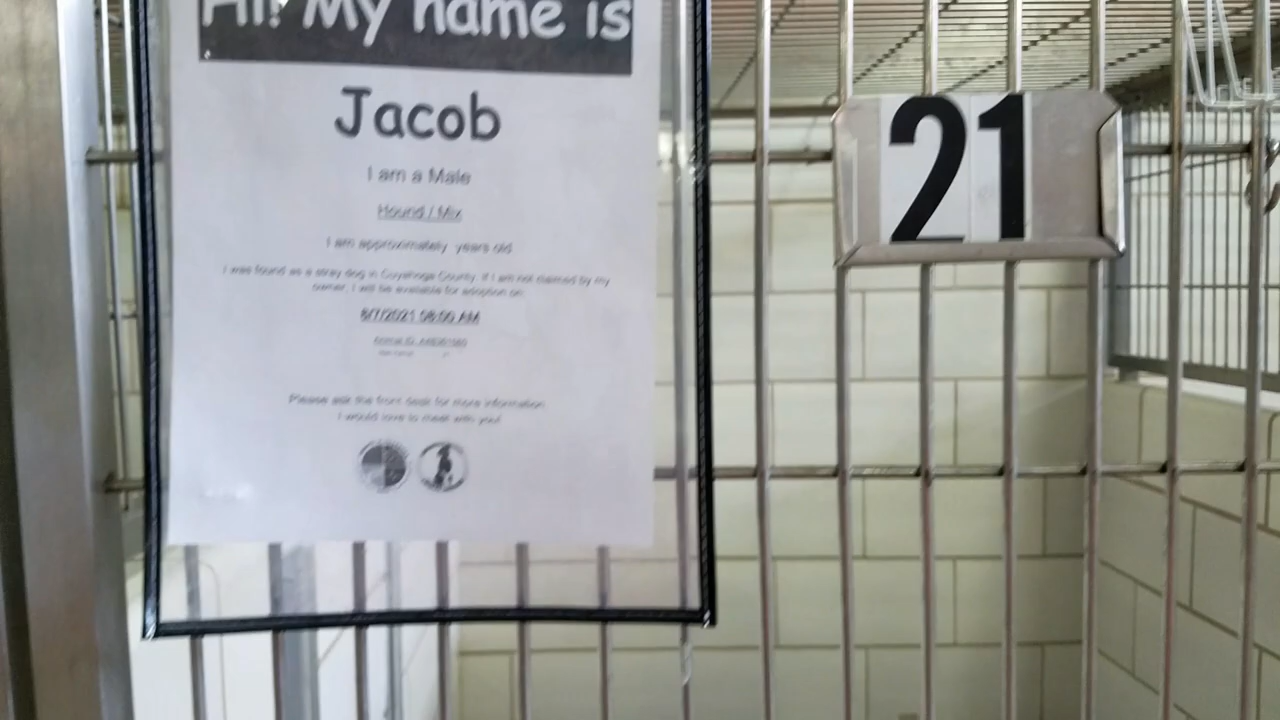 Hi! My name is
Jacob
21
I am a Male
Hound / Mix
I am approximately years old
I was found as a stray dog in Cuyahoga County. If I am not claimed by my
owner, I will be available for adoption on:
8/7/2021 08:00 AM
Animal ID:
Please ask the front desk for more information
I would love to meet with you!